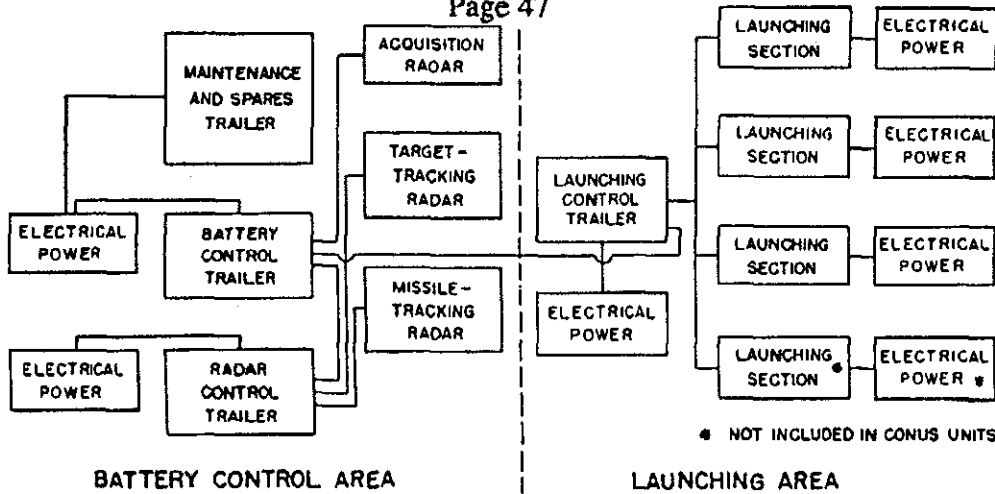 Page 47
MAINTENANCE
AND SPARES
TRAILER
ACQUISITION
RADAR
TARGET-
TRACKING
RADAR
ELECTRICAL
POWER
BATTERY
CONTROL
TRAILER
MISSILE-
TRACKING
RADAR
ELECTRICAL
POWER
RADAR
CONTROL
TRAILER
BATTERY CONTROL AREA
LAUNCHING
CONTROL
TRAILER
ELECTRICAL
POWER
LAUNCHING
SECTION
ELECTRICAL
POWER
LAUNCHING
SECTION
ELECTRICAL
POWER
LAUNCHING
SECTION
ELECTRICAL
POWER
LAUNCHING
SECTION *
ELECTRICAL
POWER *
* NOT INCLUDED IN CONUS UNITS
LAUNCHING AREA